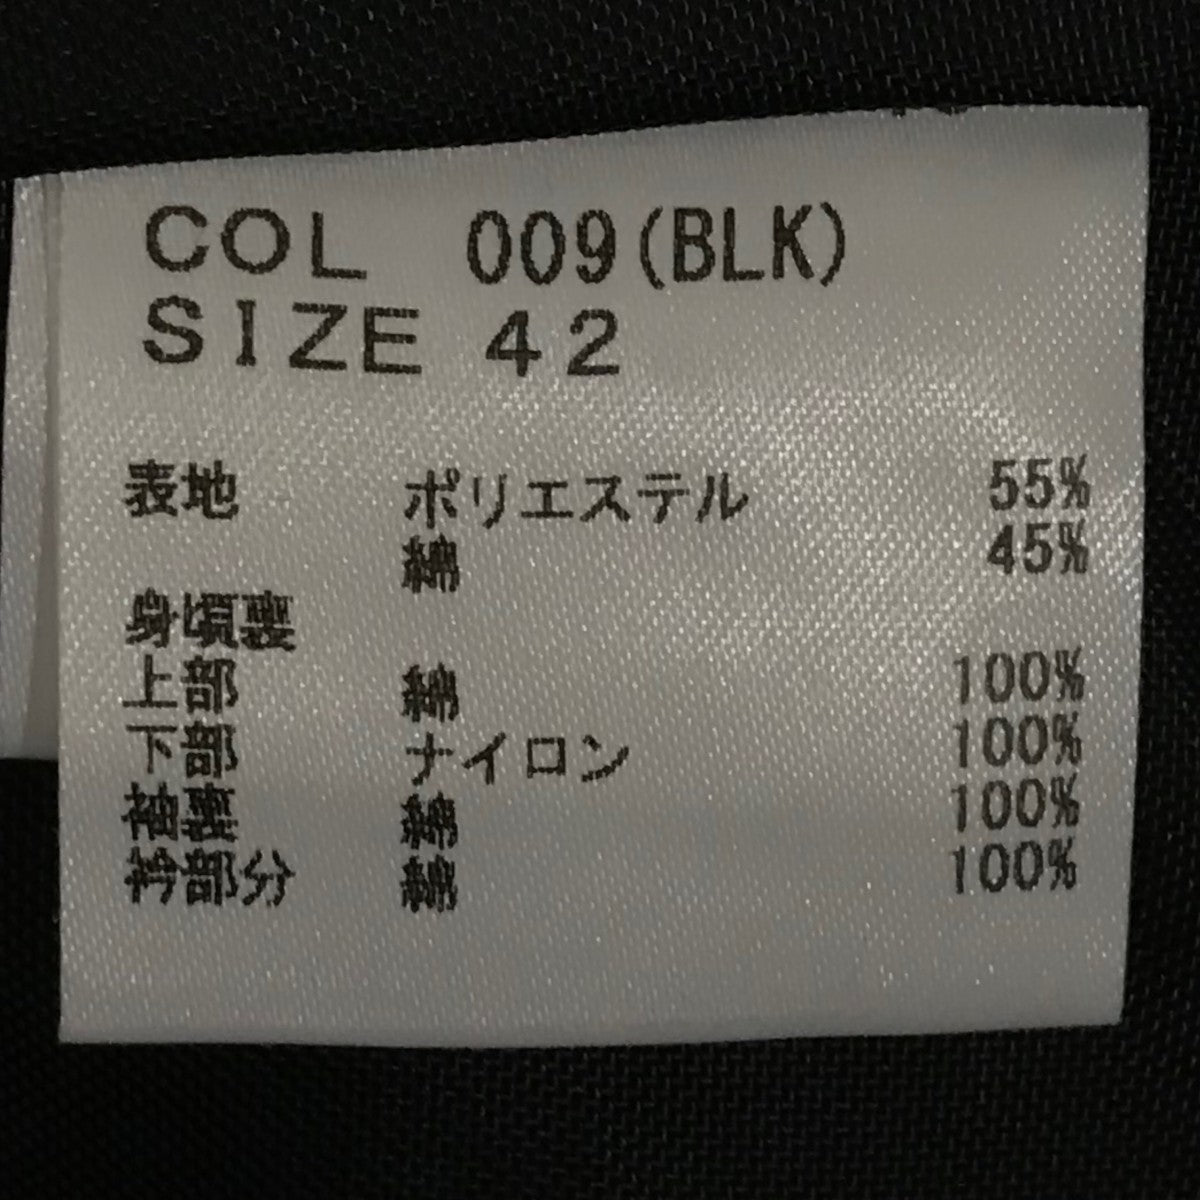 COL 009(BLK)
SIZE 42
表地 ポリエステル 55%
綿 45%
身頃裏
上部 綿 100%
下部 ナイロン 100%
袖裏 綿 100%
衿部分 綿 100%